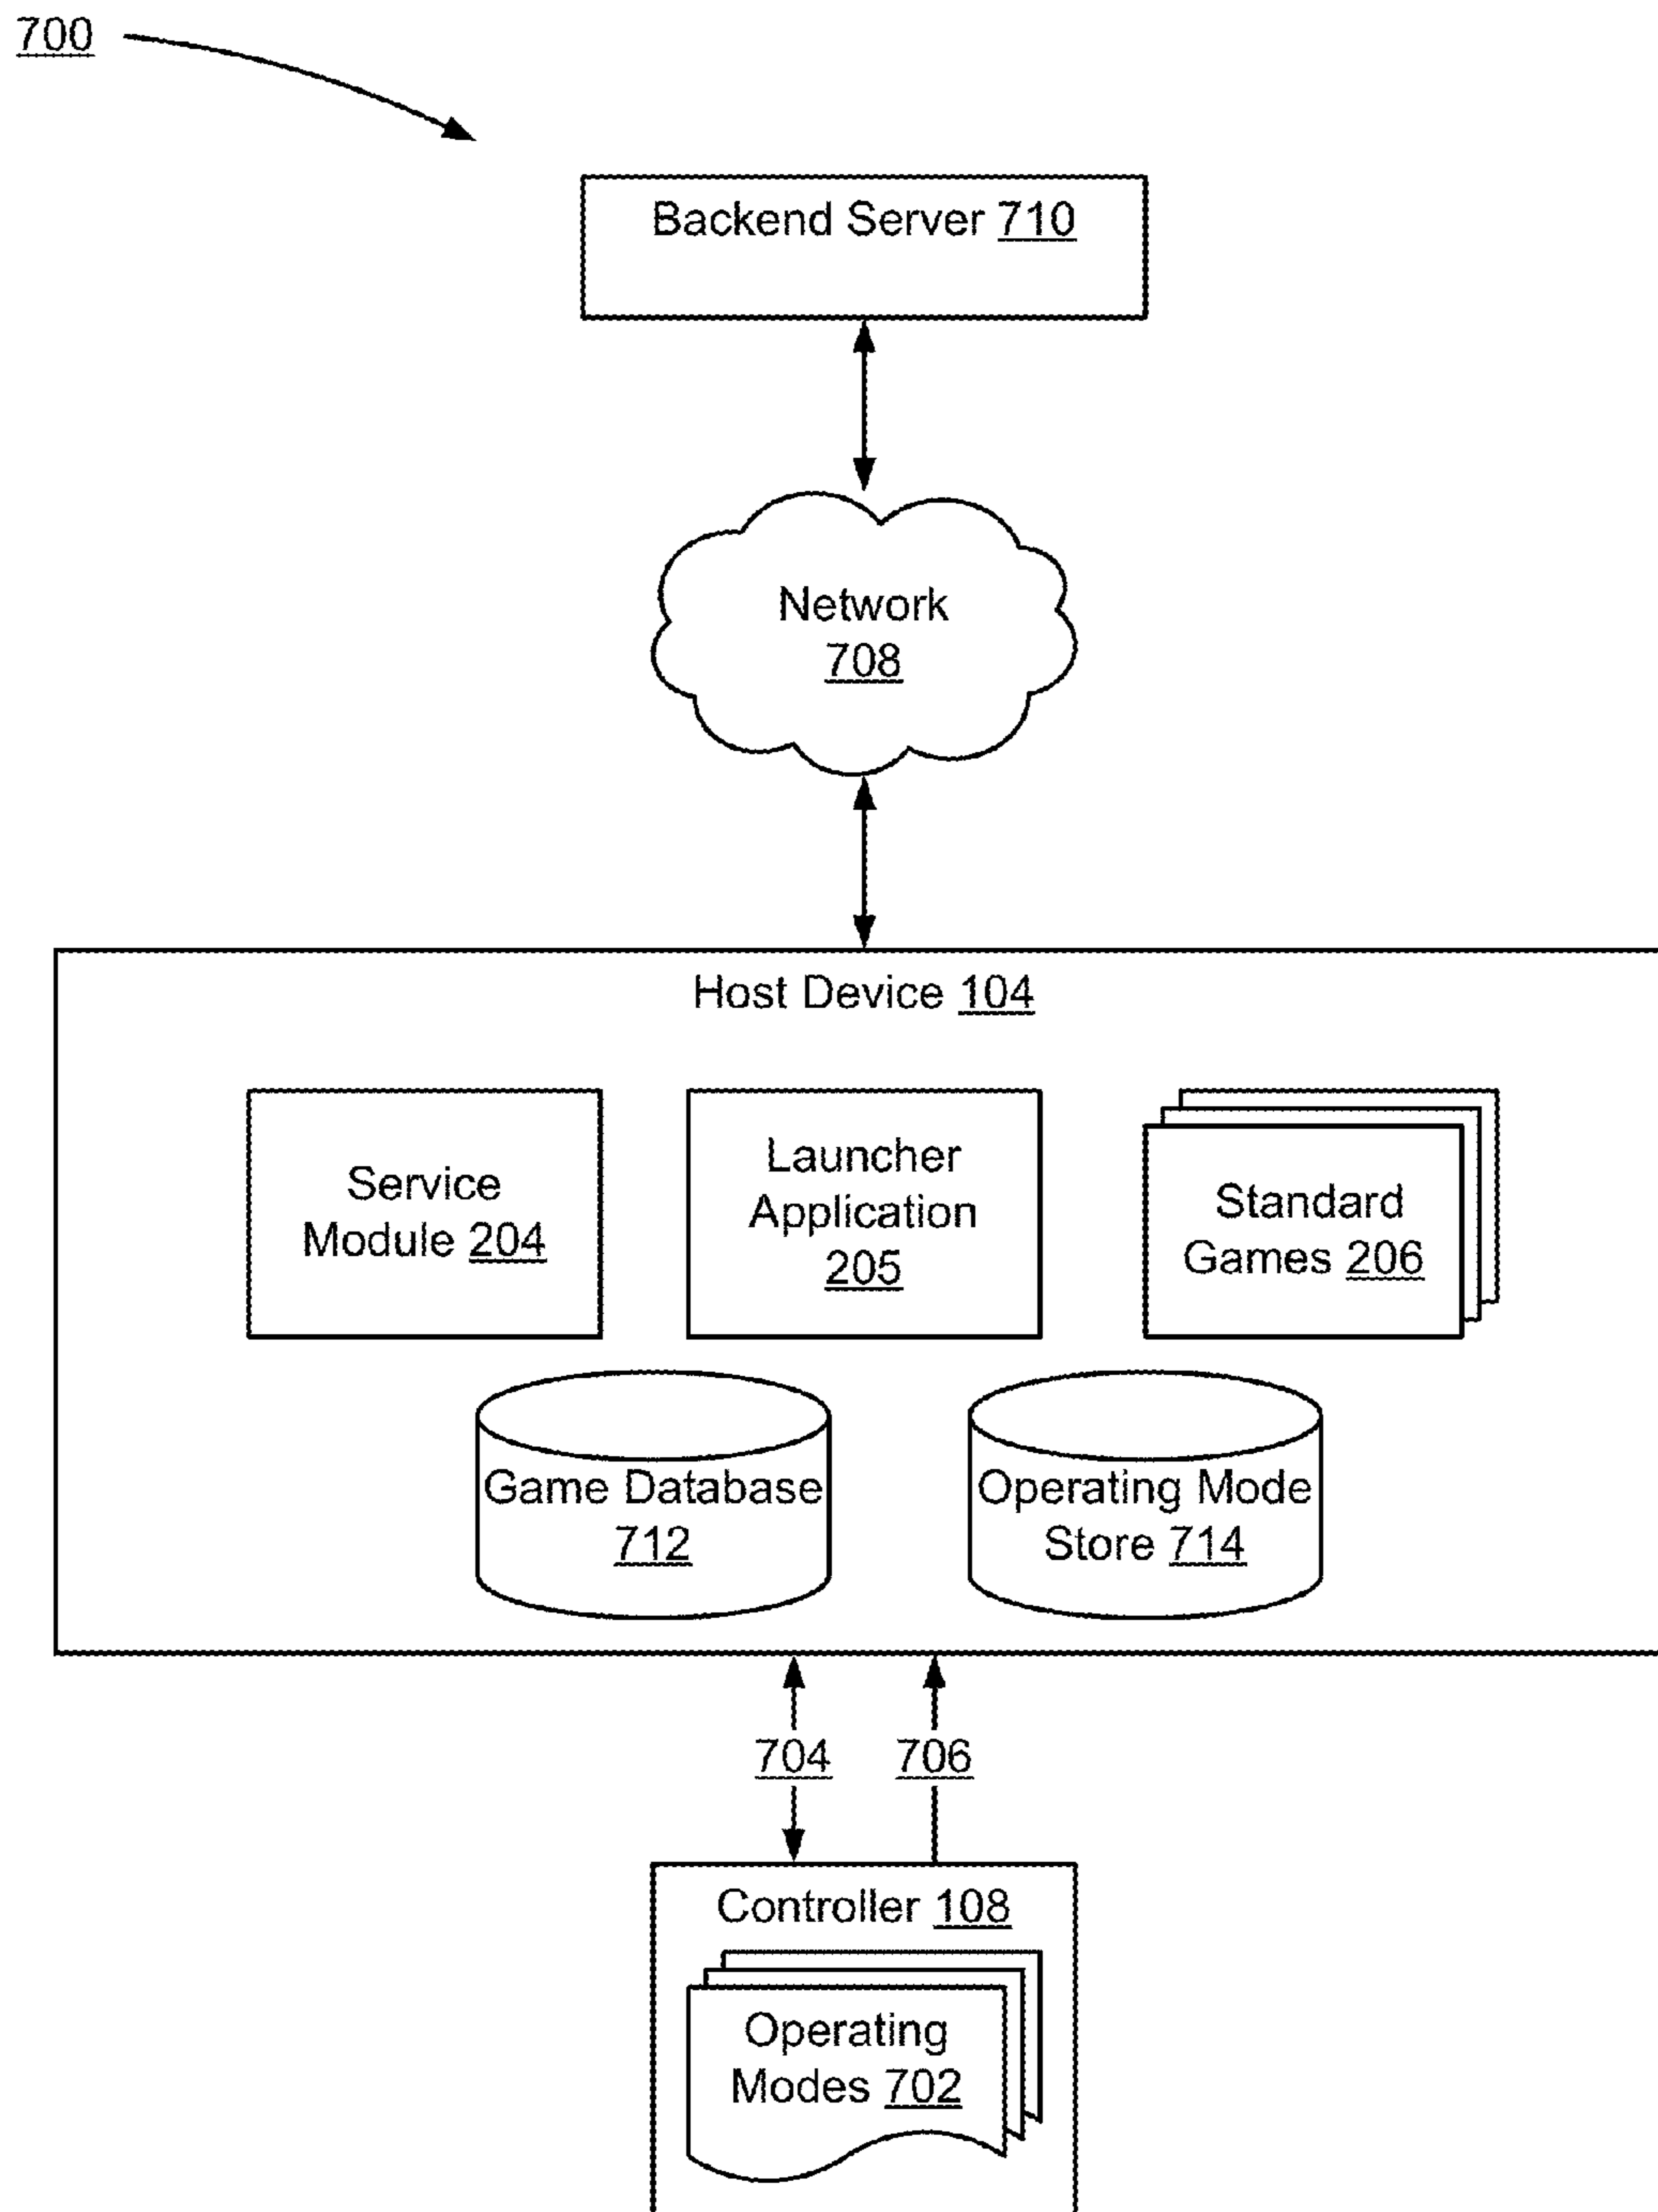 700
Backend Server 710
Network
708
Host Device 104
Service
Module 204
Launcher
Application
205
Standard
Games 206
Game Database
712
Operating Mode
Store 714
704
706
Controller 108
Operating
Modes 702